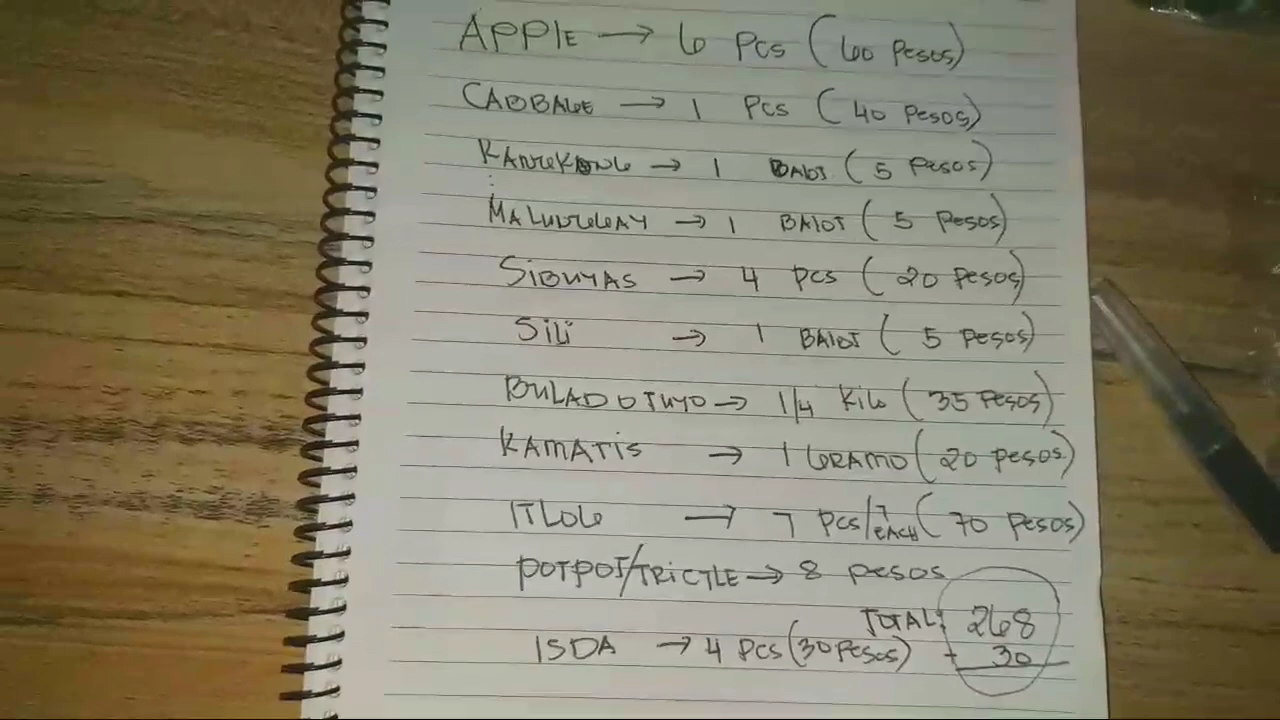 APPLE → 6 PCS (60 PESOS)
CABBAGE → 1 PCS (40 PESOS)
KANGKONG → 1 BALOT (5 PESOS)
MALUNGGAY → 1 BALOT (5 PESOS)
SIBUYAS → 4 PCS (20 PESOS)
SILI → 1 BALOT (5 PESOS)
BULAD O TUYO → 1/4 KILO (35 PESOS)
KAMATIS → 1 GRAMO (20 PESOS)
ITLOG → 7 PCS/7 EACH (70 PESOS)
POTPOT/TRICYLE → 8 PESOS
TOTAL: 268
ISDA → 4 PCS (30 PESOS) + 30